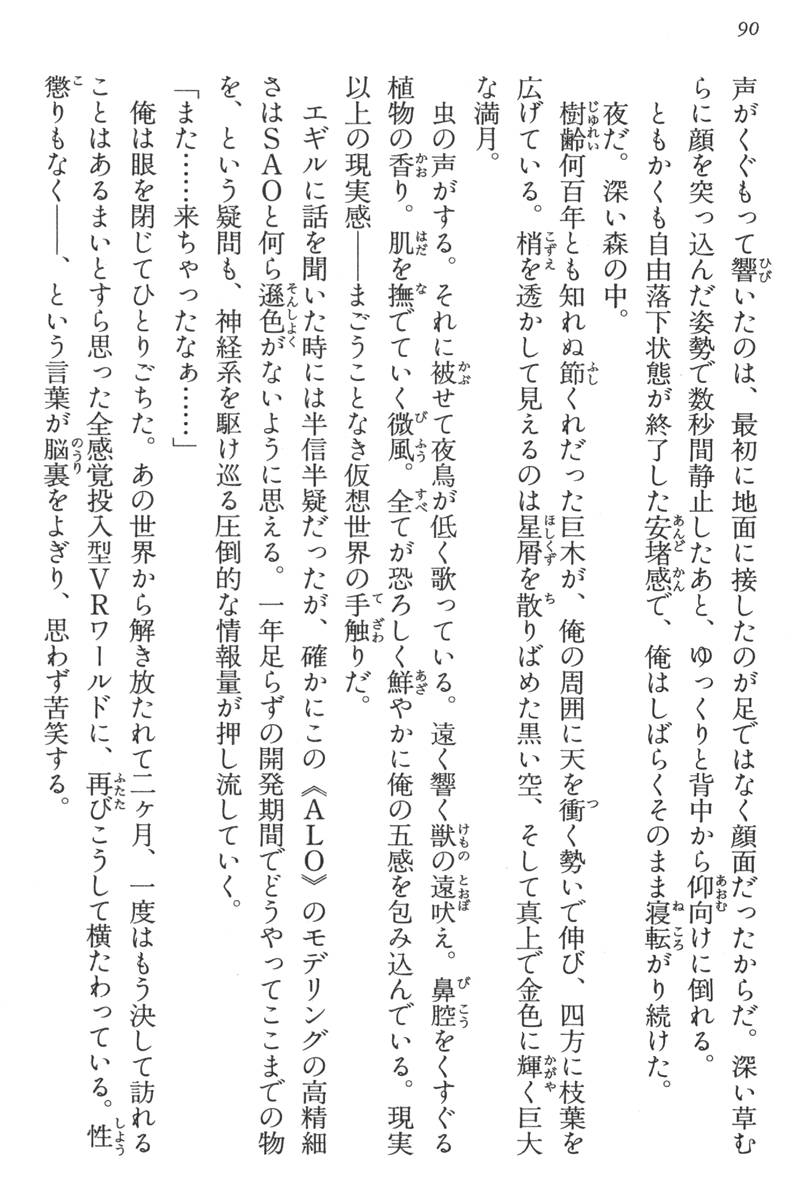 90
声がくぐもって響いたのは、最初に地面に接したのが足ではなく顔面だったからだ。深い草む
らに顔を突っ込んだ姿勢で数秒間静止したあと、ゆっくりと背中から仰向けに倒れる。
ともかくも自由落下状態が終了した安堵感で、俺はしばらくそのまま寝転がり続けた。
夜だ。深い森の中。
樹齢何百年とも知れぬ節くれだった巨木が、俺の周囲に天を衝く勢いで伸び、四方に枝葉を
広げている。梢を透かして見えるのは星屑を散りばめた黒い空、そして真上で金色に輝く巨大
な満月。
虫の声がする。それに被せて夜鳥が低く歌っている。遠く響く獣の遠吠え。鼻腔をくすぐる
植物の香り。肌を撫でていく微風。全てが恐ろしく鮮やかに俺の五感を包み込んでいる。現実
以上の現実感――まごうことなき仮想世界の手触りだ。
エギルに話を聞いた時には半信半疑だったが、確かにこの《ALO》のモデリングの高精細
さはSAOと何ら遜色がないように思える。一年足らずの開発期間でどうやってここまでの物
を、という疑問も、神経系を駆け巡る圧倒的な情報量が押し流していく。
「また……来ちゃったなぁ……」
俺は眼を閉じてひとりごちた。あの世界から解き放たれて二ヶ月、一度はもう決して訪れる
ことはあるまいとすら思った全感覚投入型VRワールドに、再びこうして横たわっている。性
懲りもなく――、という言葉が脳裏をよぎり、思わず苦笑する。